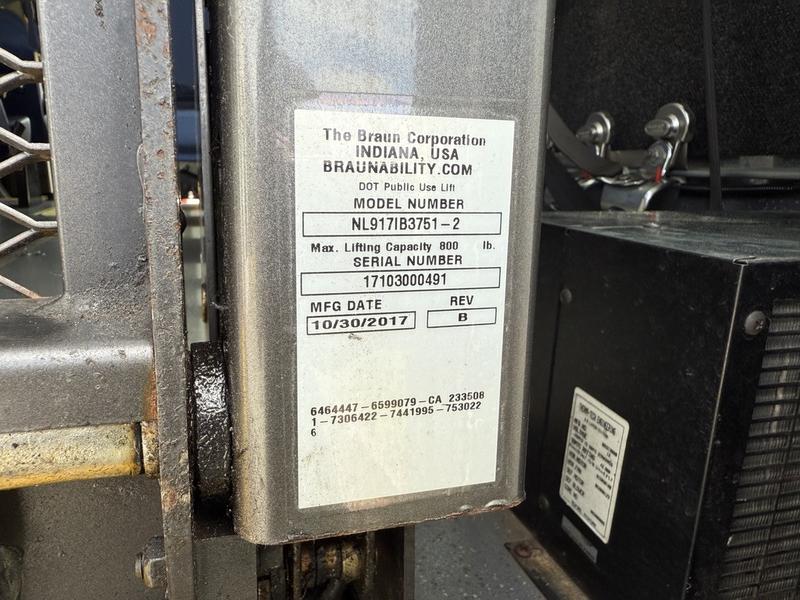 The Braun Corporation
INDIANA, USA
BRAUNABILITY.COM
DOT Public Use Lift
MODEL NUMBER
NL917IB3751-2
Max. Lifting Capacity 800 lb.
SERIAL NUMBER
17103000491
MFG DATE REV
10/30/2017 B
6464447-6599079-CA 233508
1-7306422-7441995-753022
6